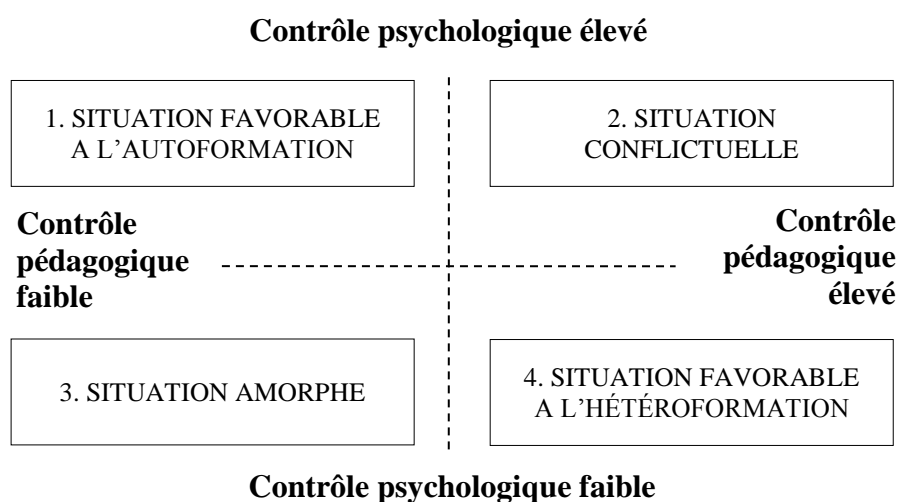 Contrôle psychologique élevé
1. SITUATION FAVORABLE
A L’AUTOFORMATION
2. SITUATION
CONFLICTUELLE
Contrôle
pédagogique
faible
Contrôle
pédagogique
élevé
3. SITUATION AMORPHE
4. SITUATION FAVORABLE
A L’HÉTÉROFORMATION
Contrôle psychologique faible